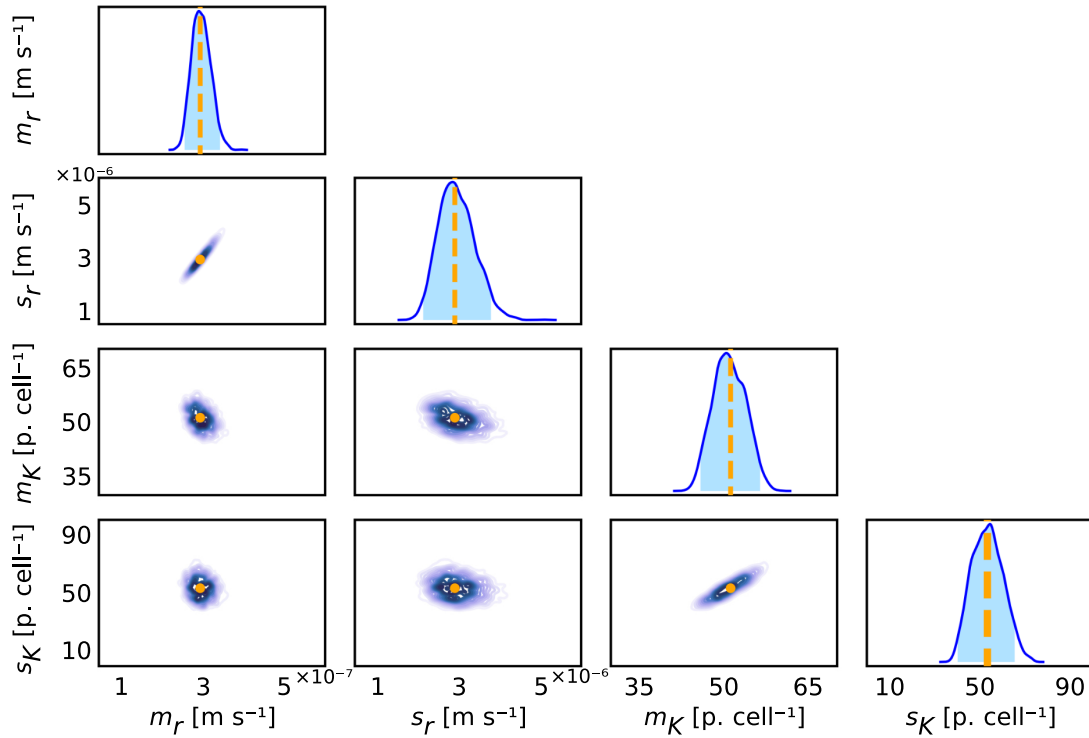 m_r [m s⁻¹]
×10⁻⁶
5
3
1
s_r [m s⁻¹]
65
50
35
m_K [p. cell⁻¹]
90
50
10
s_K [p. cell⁻¹]
1 3 5 ×10⁻⁷
1 3 5 ×10⁻⁶
35 50 65
10 50 90
m_r [m s⁻¹]
s_r [m s⁻¹]
m_K [p. cell⁻¹]
s_K [p. cell⁻¹]